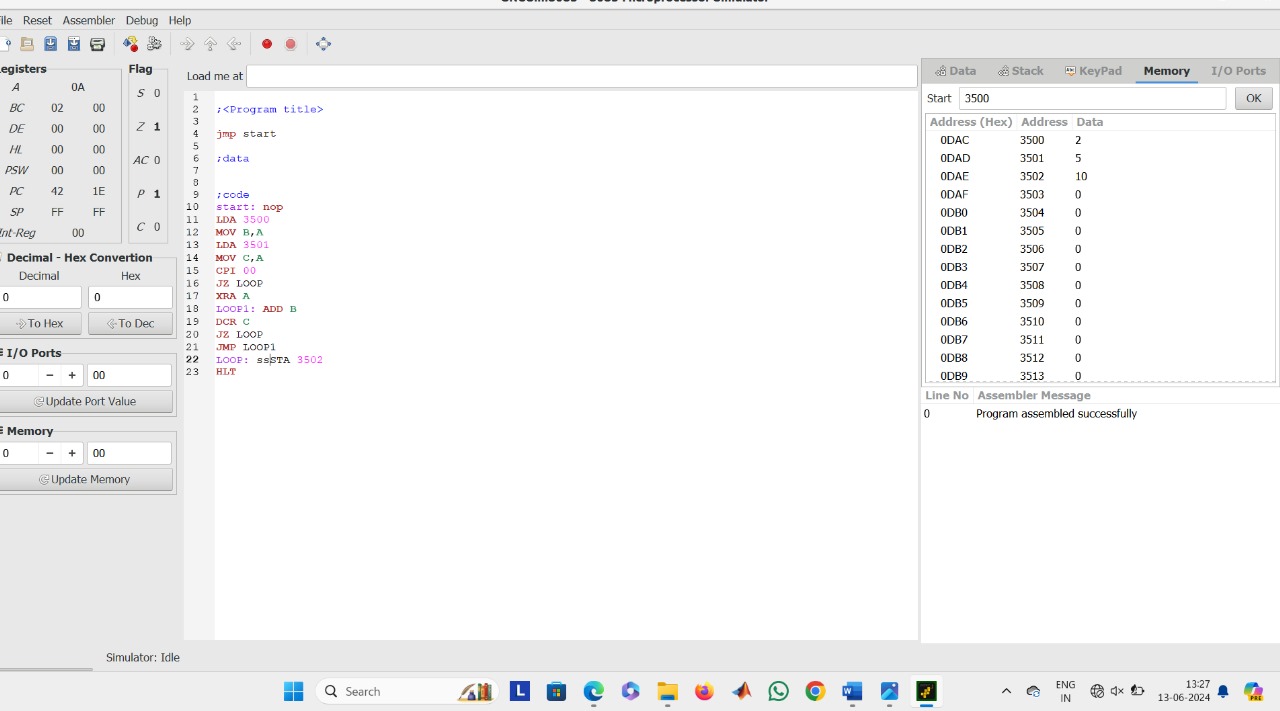 File Reset Assembler Debug Help
Registers
A 0A
BC 02 00
DE 00 00
HL 00 00
PSW 00 00
PC 42 1E
SP FF FF
Int-Reg 00
Flag
S 0
Z 1
AC 0
P 1
C 0
Decimal - Hex Convertion
Decimal Hex
0 0
To Hex To Dec
I/O Ports
0 - + 00
Update Port Value
Memory
0 - + 00
Update Memory
Load me at
1
2 ;<Program title>
3
4 jmp start
5
6 ;data
7
8
9 ;code
10 start: nop
11 LDA 3500
12 MOV B,A
13 LDA 3501
14 MOV C,A
15 CPI 00
16 JZ LOOP
17 XRA A
18 LOOP1: ADD B
19 DCR C
20 JZ LOOP
21 JMP LOOP1
22 LOOP: ssSTA 3502
23 HLT
Data Stack KeyPad Memory I/O Ports
Start 3500 OK
Address (Hex) Address Data
0DAC 3500 2
0DAD 3501 5
0DAE 3502 10
0DAF 3503 0
0DB0 3504 0
0DB1 3505 0
0DB2 3506 0
0DB3 3507 0
0DB4 3508 0
0DB5 3509 0
0DB6 3510 0
0DB7 3511 0
0DB8 3512 0
0DB9 3513 0
Line No Assembler Message
0 Program assembled successfully
Simulator: Idle
Search
L
W
ENG
IN
13:27
13-06-2024
PRE